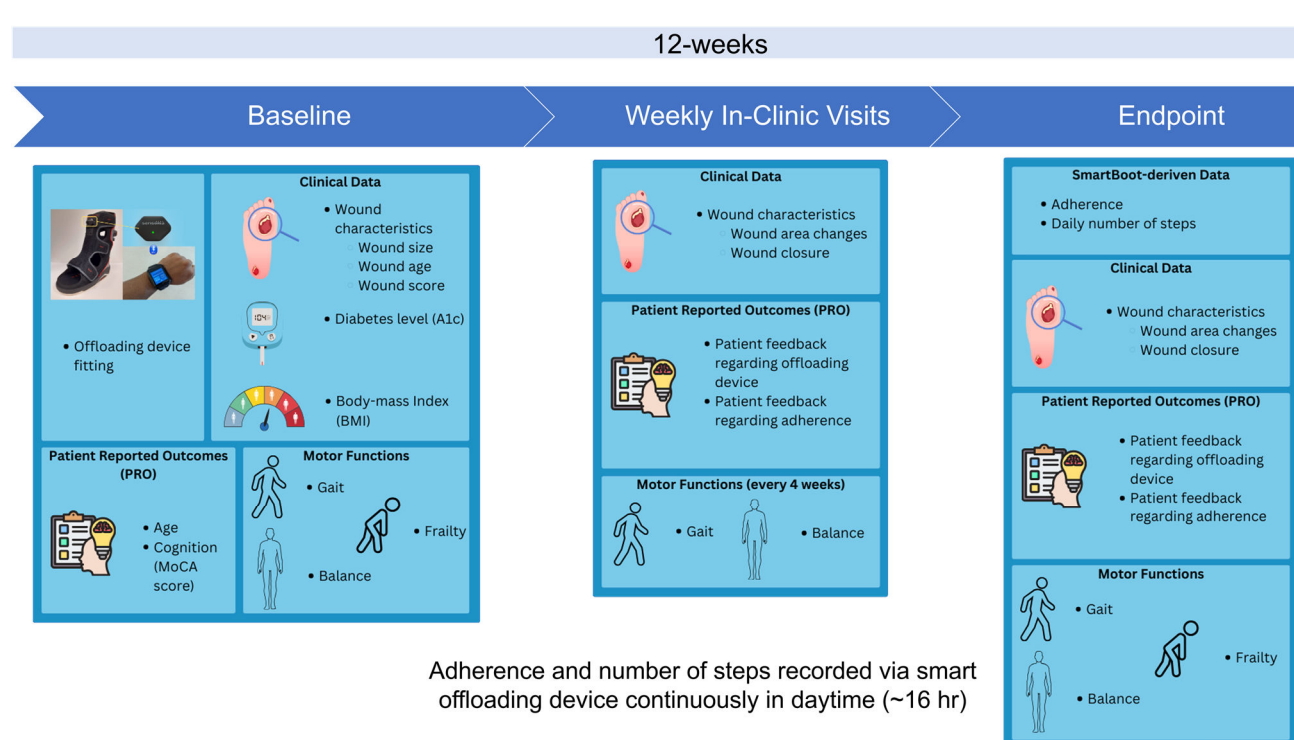 12-weeks
Baseline
Weekly In-Clinic Visits
Endpoint
Offloading device
fitting
Clinical Data
Wound
characteristics
Wound size
Wound age
Wound score
Diabetes level (A1c)
Body-mass Index
(BMI)
Patient Reported Outcomes
(PRO)
Age
Cognition
(MoCA
score)
Motor Functions
Gait
Frailty
Balance
Clinical Data
Wound characteristics
Wound area changes
Wound closure
Patient Reported Outcomes (PRO)
Patient feedback
regarding offloading
device
Patient feedback
regarding adherence
Motor Functions (every 4 weeks)
Gait
Balance
SmartBoot-derived Data
Adherence
Daily number of steps
Clinical Data
Wound characteristics
Wound area changes
Wound closure
Patient Reported Outcomes (PRO)
Patient feedback
regarding offloading
device
Patient feedback
regarding adherence
Motor Functions
Gait
Frailty
Balance
Adherence and number of steps recorded via smart
offloading device continuously in daytime (~16 hr)